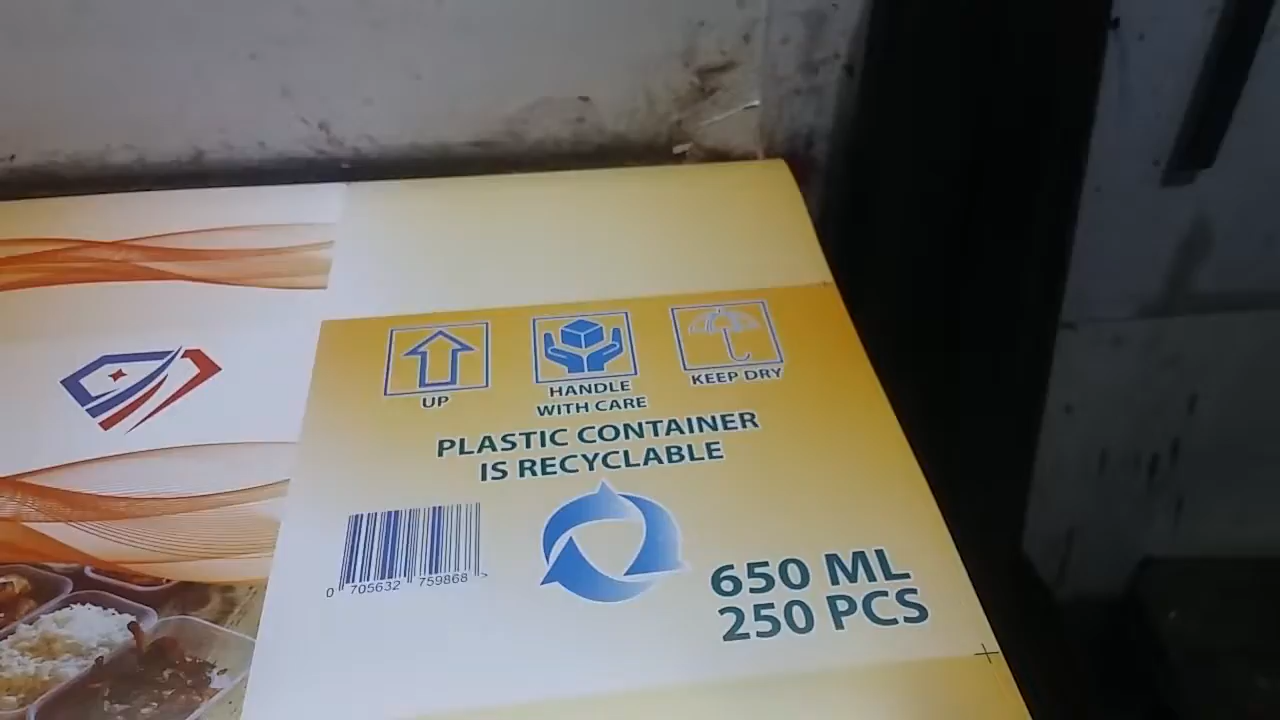 UP
HANDLE
WITH CARE
KEEP DRY
PLASTIC CONTAINER
IS RECYCLABLE
0 705632 759868 >
650 ML
250 PCS